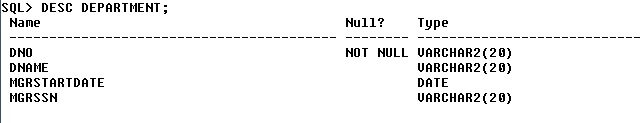 SQL> DESC DEPARTMENT;
Name Null? Type
----------------------------------------- -------- ----------------------------
DNO NOT NULL VARCHAR2(20)
DNAME VARCHAR2(20)
MGRSTARTDATE DATE
MGRSSN VARCHAR2(20)